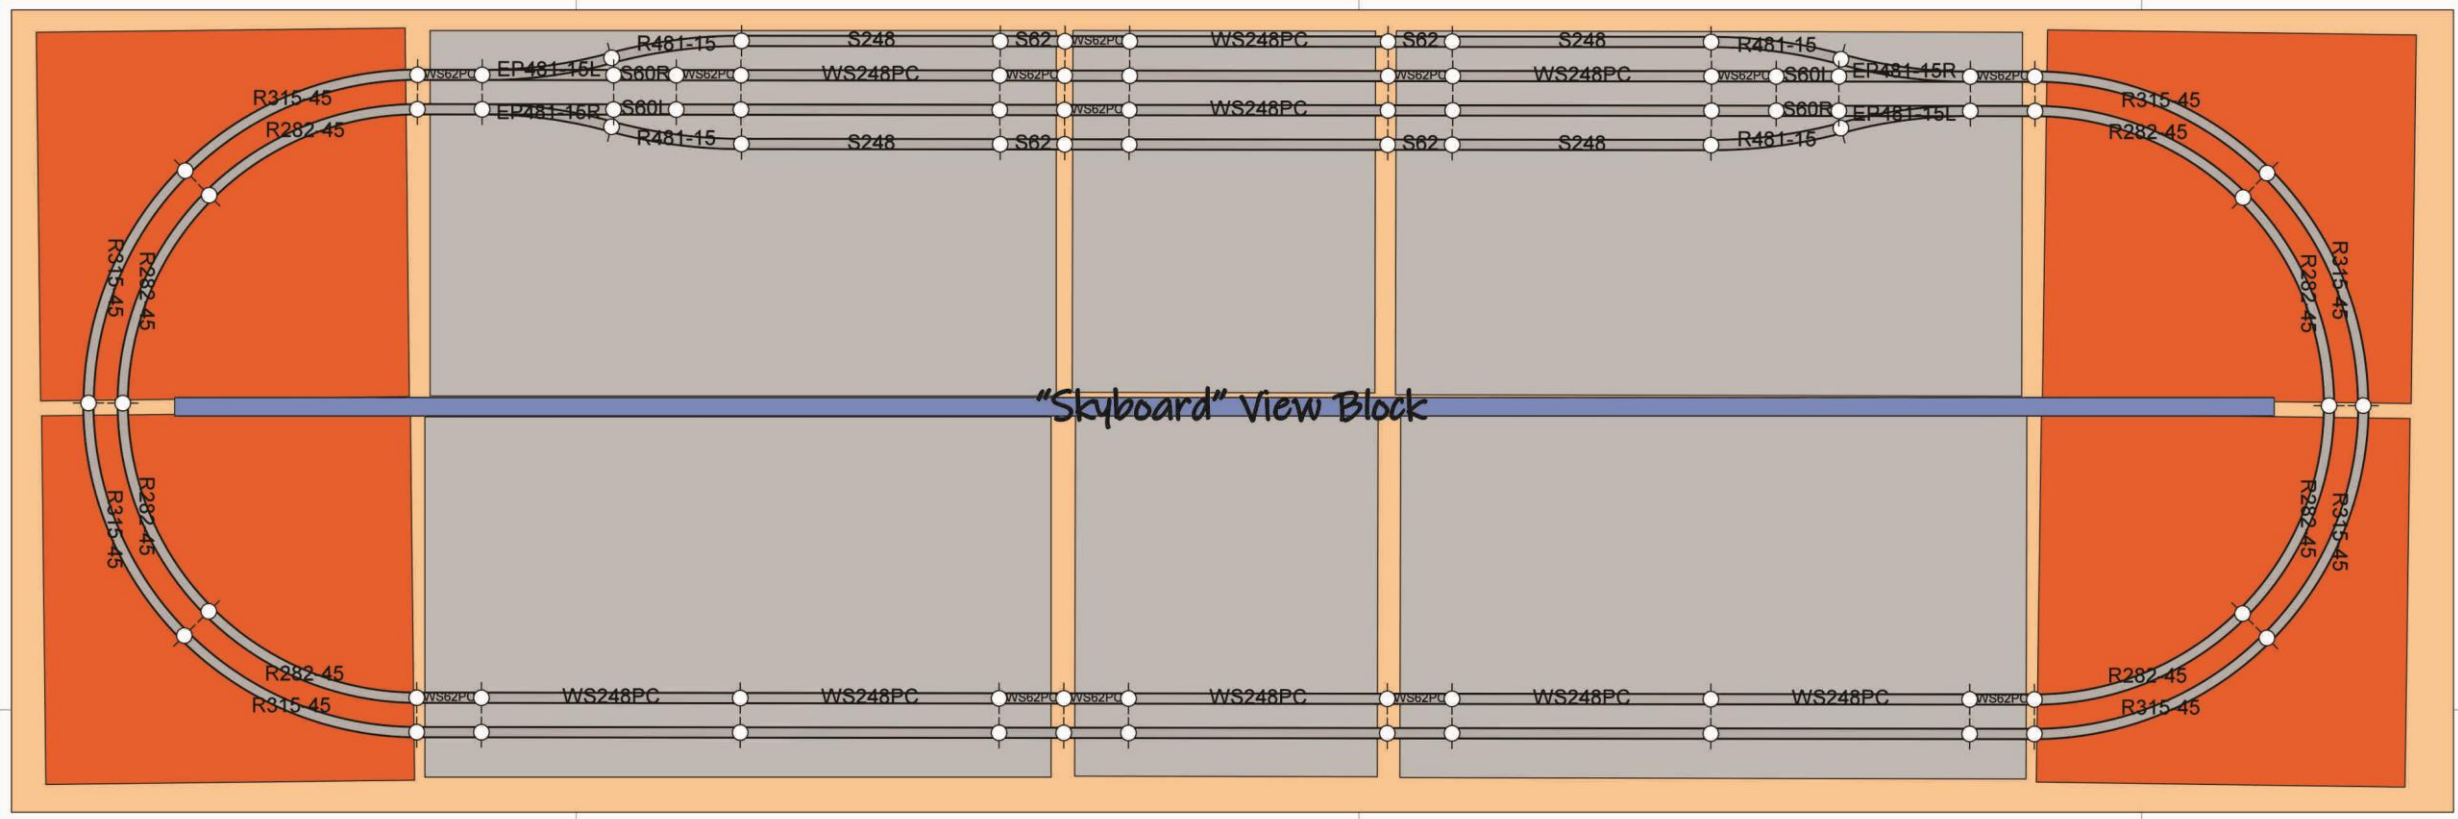 R481-15 S248 S62 WS62PC WS248PC S62 S248 R481-15
WS62PC EP481-15L S60R WS62PC WS248PC WS62PC WS62PC WS248PC WS62PC S60L EP481-15R WS62PC
R315-45 R315-45
EP481-15R S60L WS62PC WS248PC S60R EP481-15L
R282-45 R282-45
R481-15 S248 S62 S62 S248 R481-15
R315-45 R282-45 R282-45 R315-45
"Skyboard" View Block
R315-45 R282-45 R282-45 R315-45
R282-45 R282-45
WS62PC WS248PC WS248PC WS62PC WS62PC WS248PC WS62PC WS248PC WS248PC WS62PC
R315-45 R315-45